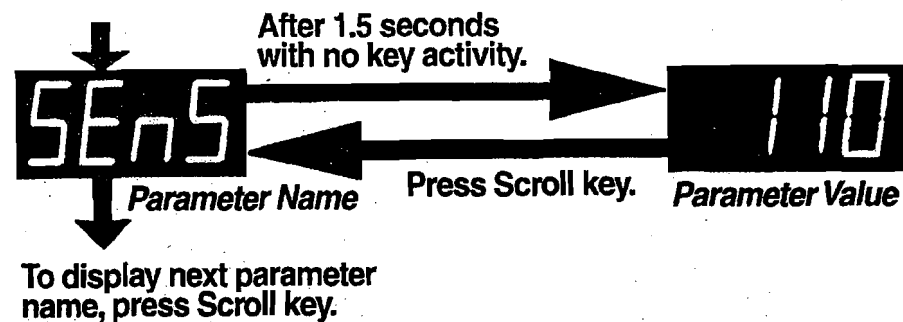 After 1.5 seconds
with no key activity.
SEnS
110
Parameter Name
Press Scroll key.
Parameter Value
To display next parameter
name, press Scroll key.